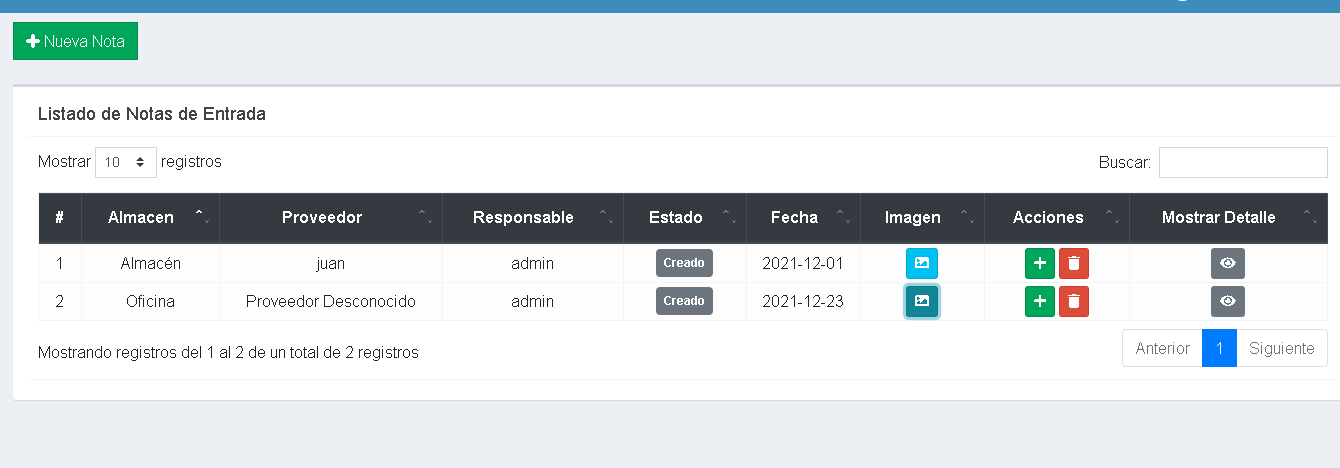 Nueva Nota
Listado de Notas de Entrada
Mostrar 10 registros
Buscar:
# Almacen Proveedor Responsable Estado Fecha Imagen Acciones Mostrar Detalle
1 Almacén juan admin Creado 2021-12-01
2 Oficina Proveedor Desconocido admin Creado 2021-12-23
Mostrando registros del 1 al 2 de un total de 2 registros
Anterior 1 Siguiente